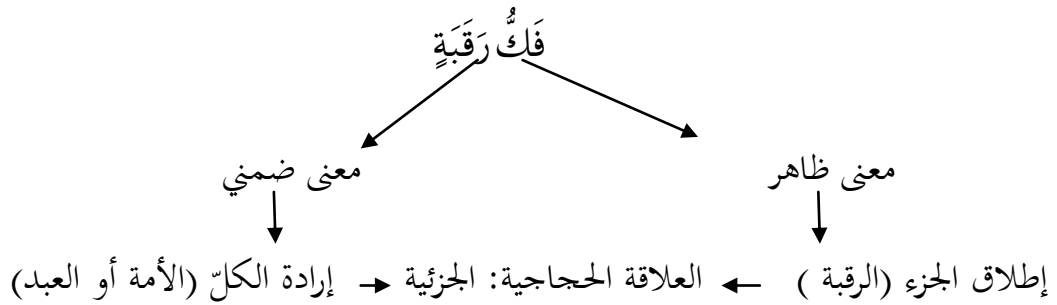 فَكُّ رَقَبَةٍ
معنى ظاهر معنى ضمني
إطلاق الجزء (الرقبة ) ← العلاقة الحجاجية: الجزئية → إرادة الكلّ (الأمة أو العبد)